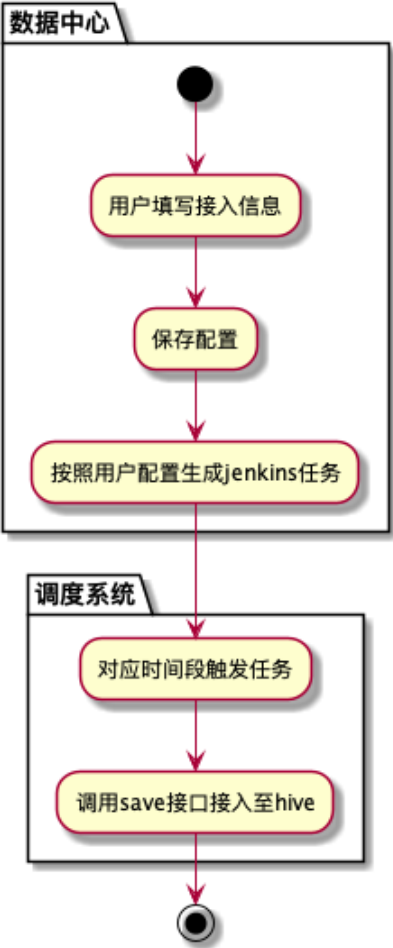 数据中心
用户填写接入信息
保存配置
按照用户配置生成jenkins任务
调度系统
对应时间段触发任务
调用save接口接入至hive